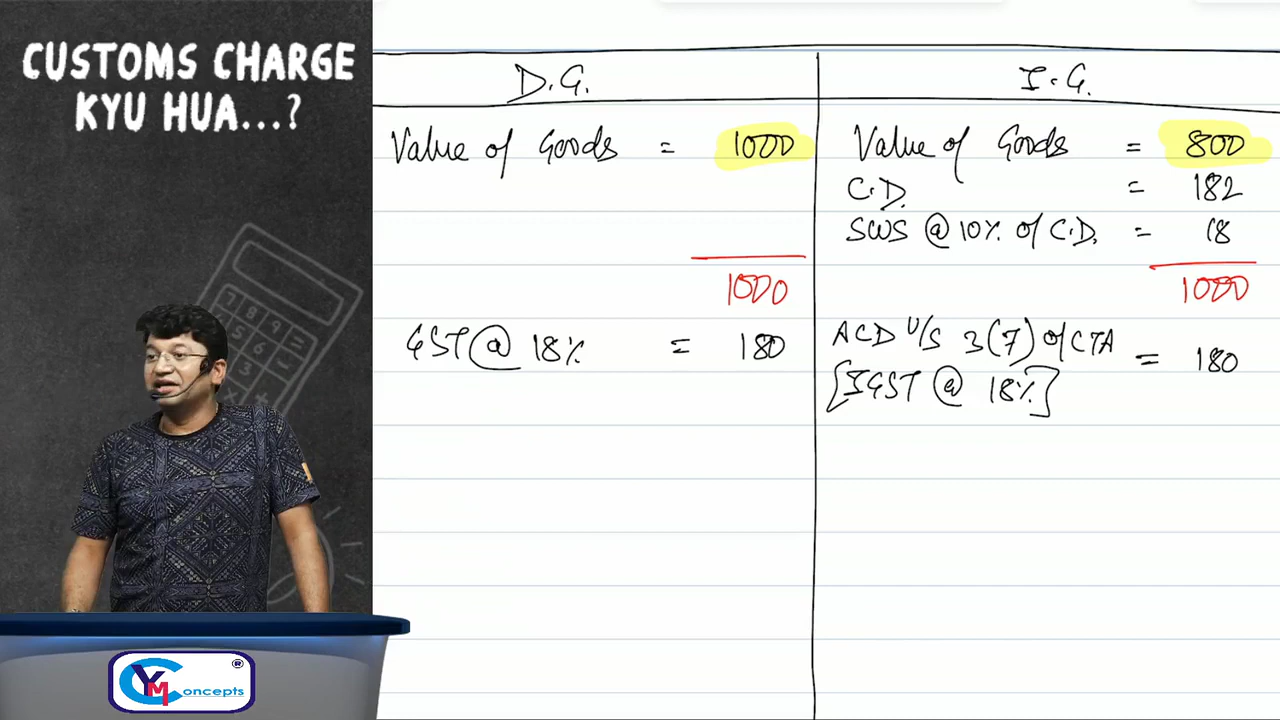 CUSTOMS CHARGE
KYU HUA...?
D.G.
Value of Goods = 1000
1000
GST @ 18% = 180
I.G.
Value of Goods = 800
C.D. = 182
SWS @ 10% of C.D. = 18
1000
ACD U/S 3(7) of CTA
[IGST @ 18%] = 180
CYM Concepts ®